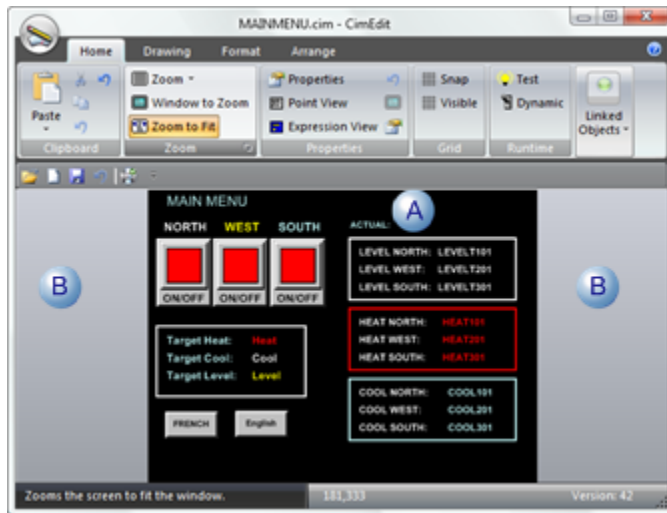 MAINMENU.cim - CimEdit
Home Drawing Format Arrange
Zoom Properties Snap Test
Paste Window to Zoom Point View Visible Dynamic Linked Objects
Zoom to Fit Expression View
Clipboard Zoom Properties Grid Runtime
MAIN MENU
A
NORTH WEST SOUTH ACTUAL:
ON/OFF ON/OFF ON/OFF
LEVEL NORTH: LEVELT101
LEVEL WEST: LEVELT201
LEVEL SOUTH: LEVELT301
B B
HEAT NORTH: HEAT101
HEAT WEST: HEAT201
HEAT SOUTH: HEAT301
Target Heat: Heat
Target Cool: Cool
Target Level: Level
COOL NORTH: COOL101
COOL WEST: COOL201
COOL SOUTH: COOL301
FRENCH English
Zooms the screen to fit the window. 181,333 Version: 42